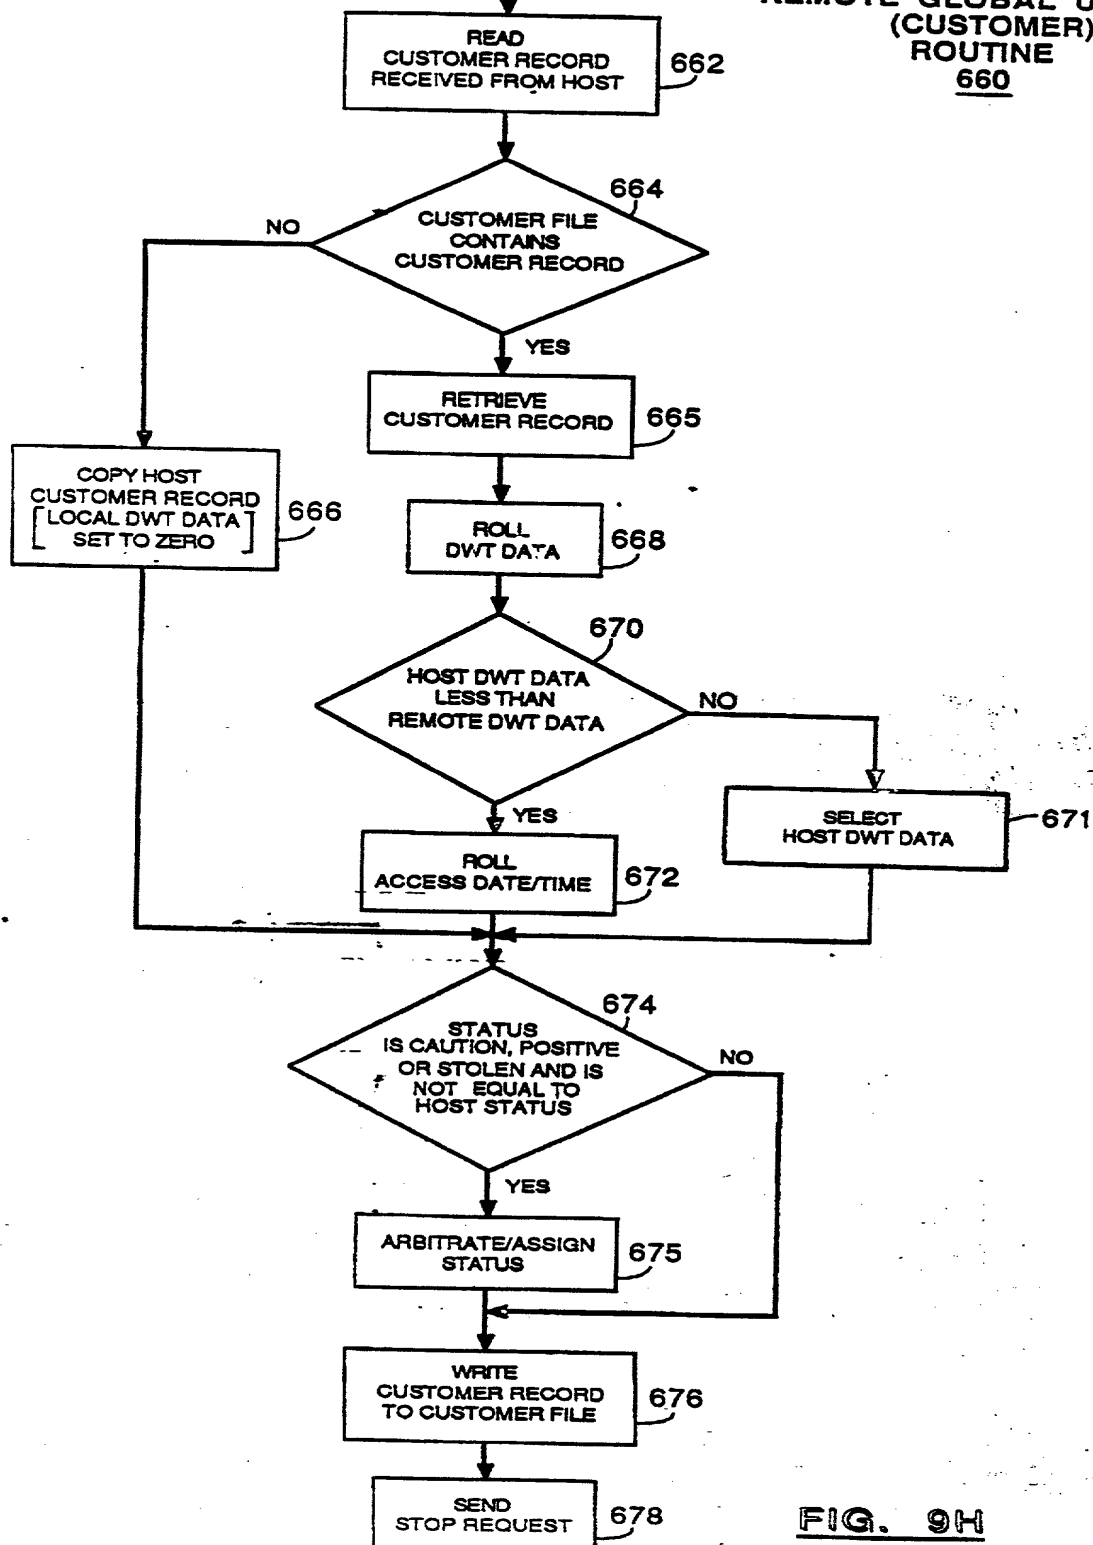 REMOTE GLOBAL
(CUSTOMER)
ROUTINE
660
READ
CUSTOMER RECORD
RECEIVED FROM HOST
662
664
CUSTOMER FILE
CONTAINS
CUSTOMER RECORD
NO
YES
RETRIEVE
CUSTOMER RECORD
665
COPY HOST
CUSTOMER RECORD
[LOCAL DWT DATA
SET TO ZERO]
666
ROLL
DWT DATA
668
670
HOST DWT DATA
LESS THAN
REMOTE DWT DATA
NO
YES
SELECT
HOST DWT DATA
671
ROLL
ACCESS DATE/TIME
672
674
STATUS
IS CAUTION, POSITIVE
OR STOLEN AND IS
NOT EQUAL TO
HOST STATUS
NO
YES
ARBITRATE/ASSIGN
STATUS
675
WRITE
CUSTOMER RECORD
TO CUSTOMER FILE
676
SEND
STOP REQUEST
678
FIG. 9H